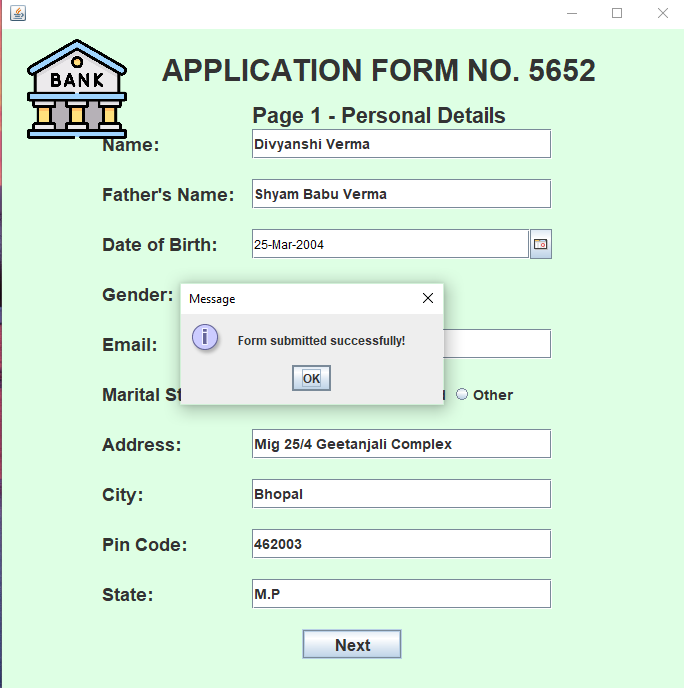 BANK
APPLICATION FORM NO. 5652
Page 1 - Personal Details
Name: Divyanshi Verma
Father's Name: Shyam Babu Verma
Date of Birth: 25-Mar-2004
Gender:
Message
Form submitted successfully!
OK
Email:
Marital St
Other
Address: Mig 25/4 Geetanjali Complex
City: Bhopal
Pin Code: 462003
State: M.P
Next